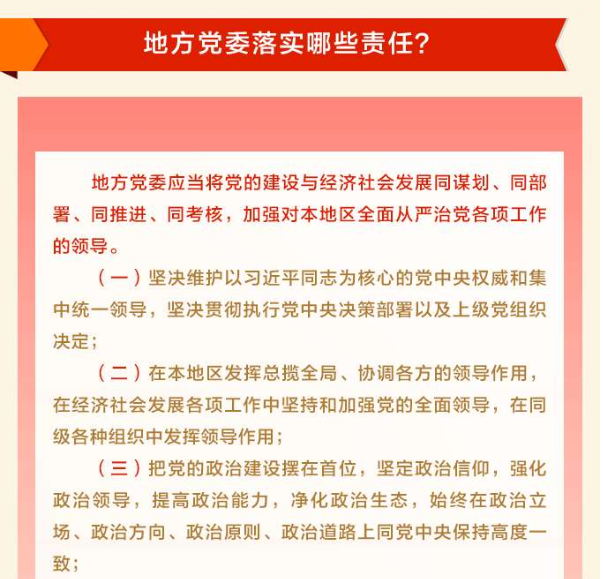 地方党委落实哪些责任?
地方党委应当将党的建设与经济社会发展同谋划、同部
署、同推进、同考核，加强对本地区全面从严治党各项工作
的领导。
（一）坚决维护以习近平同志为核心的党中央权威和集
中统一领导，坚决贯彻执行党中央决策部署以及上级党组织
决定；
（二）在本地区发挥总揽全局、协调各方的领导作用，
在经济社会发展各项工作中坚持和加强党的全面领导，在同
级各种组织中发挥领导作用；
（三）把党的政治建设摆在首位，坚定政治信仰，强化
政治领导，提高政治能力，净化政治生态，始终在政治立
场、政治方向、政治原则、政治道路上同党中央保持高度一
致；